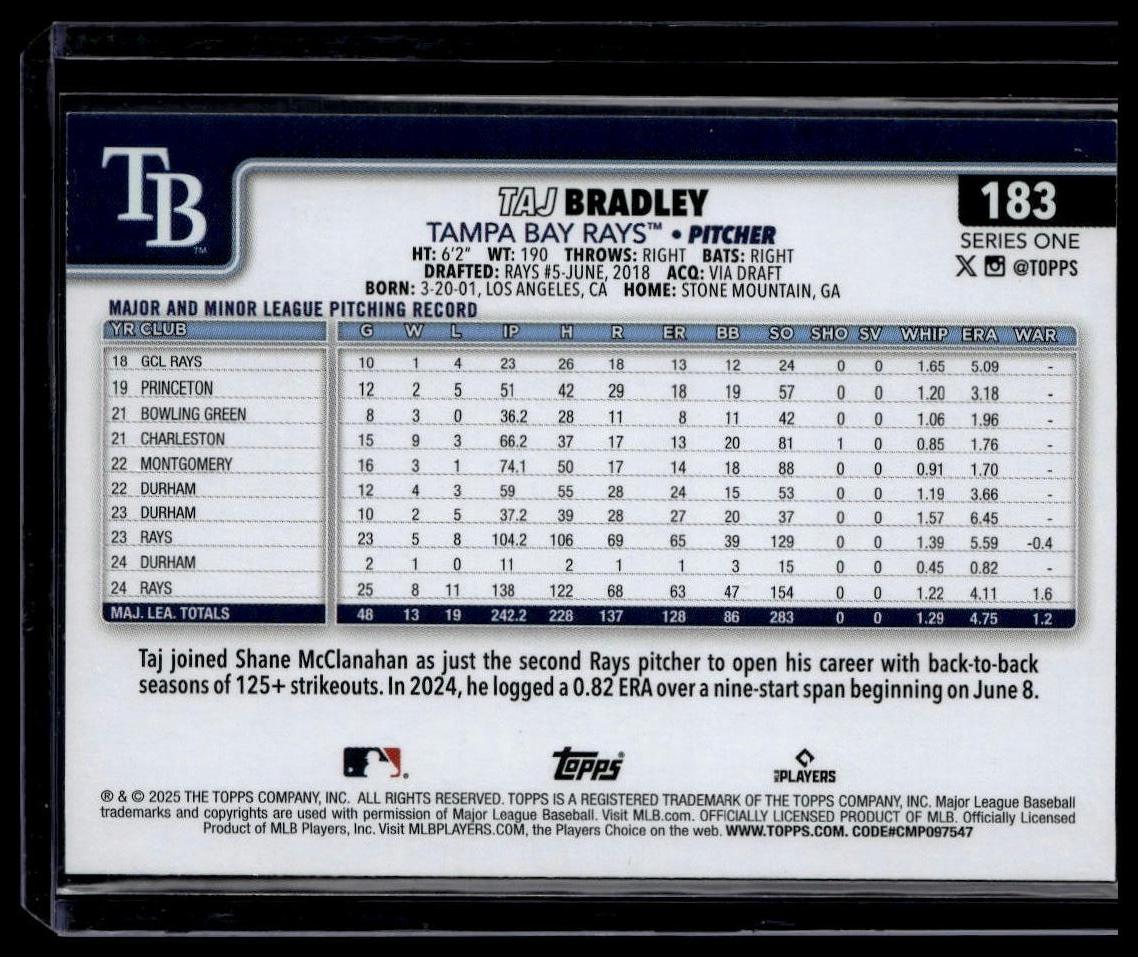 TB™
TAJ BRADLEY
183
TAMPA BAY RAYS™ • PITCHER
SERIES ONE
HT: 6'2" WT: 190 THROWS: RIGHT BATS: RIGHT
@TOPPS
DRAFTED: RAYS #5-JUNE, 2018 ACQ: VIA DRAFT
BORN: 3-20-01, LOS ANGELES, CA HOME: STONE MOUNTAIN, GA
MAJOR AND MINOR LEAGUE PITCHING RECORD
YR CLUB G W L IP H R ER BB SO SHO SV WHIP ERA WAR
18 GCL RAYS 10 1 4 23 26 18 13 12 24 0 0 1.65 5.09 -
19 PRINCETON 12 2 5 51 42 29 18 19 57 0 0 1.20 3.18 -
21 BOWLING GREEN 8 3 0 36.2 28 11 8 11 42 0 0 1.06 1.96 -
21 CHARLESTON 15 9 3 66.2 37 17 13 20 81 1 0 0.85 1.76 -
22 MONTGOMERY 16 3 1 74.1 50 17 14 18 88 0 0 0.91 1.70 -
22 DURHAM 12 4 3 59 55 28 24 15 53 0 0 1.19 3.66 -
23 DURHAM 10 2 5 37.2 39 28 27 20 37 0 0 1.57 6.45 -
23 RAYS 23 5 8 104.2 106 69 65 39 129 0 0 1.39 5.59 -0.4
24 DURHAM 2 1 0 11 2 1 1 3 15 0 0 0.45 0.82 -
24 RAYS 25 8 11 138 122 68 63 47 154 0 0 1.22 4.11 1.6
MAJ. LEA. TOTALS 48 13 19 242.2 228 137 128 86 283 0 0 1.29 4.75 1.2
Taj joined Shane McClanahan as just the second Rays pitcher to open his career with back-to-back
seasons of 125+ strikeouts. In 2024, he logged a 0.82 ERA over a nine-start span beginning on June 8.
Topps®
PLAYERS
® & © 2025 THE TOPPS COMPANY, INC. ALL RIGHTS RESERVED. TOPPS IS A REGISTERED TRADEMARK OF THE TOPPS COMPANY, INC. Major League Baseball
trademarks and copyrights are used with permission of Major League Baseball. Visit MLB.com. OFFICIALLY LICENSED PRODUCT OF MLB. Officially Licensed
Product of MLB Players, Inc. Visit MLBPLAYERS.COM, the Players Choice on the web. WWW.TOPPS.COM. CODE#CMP097547